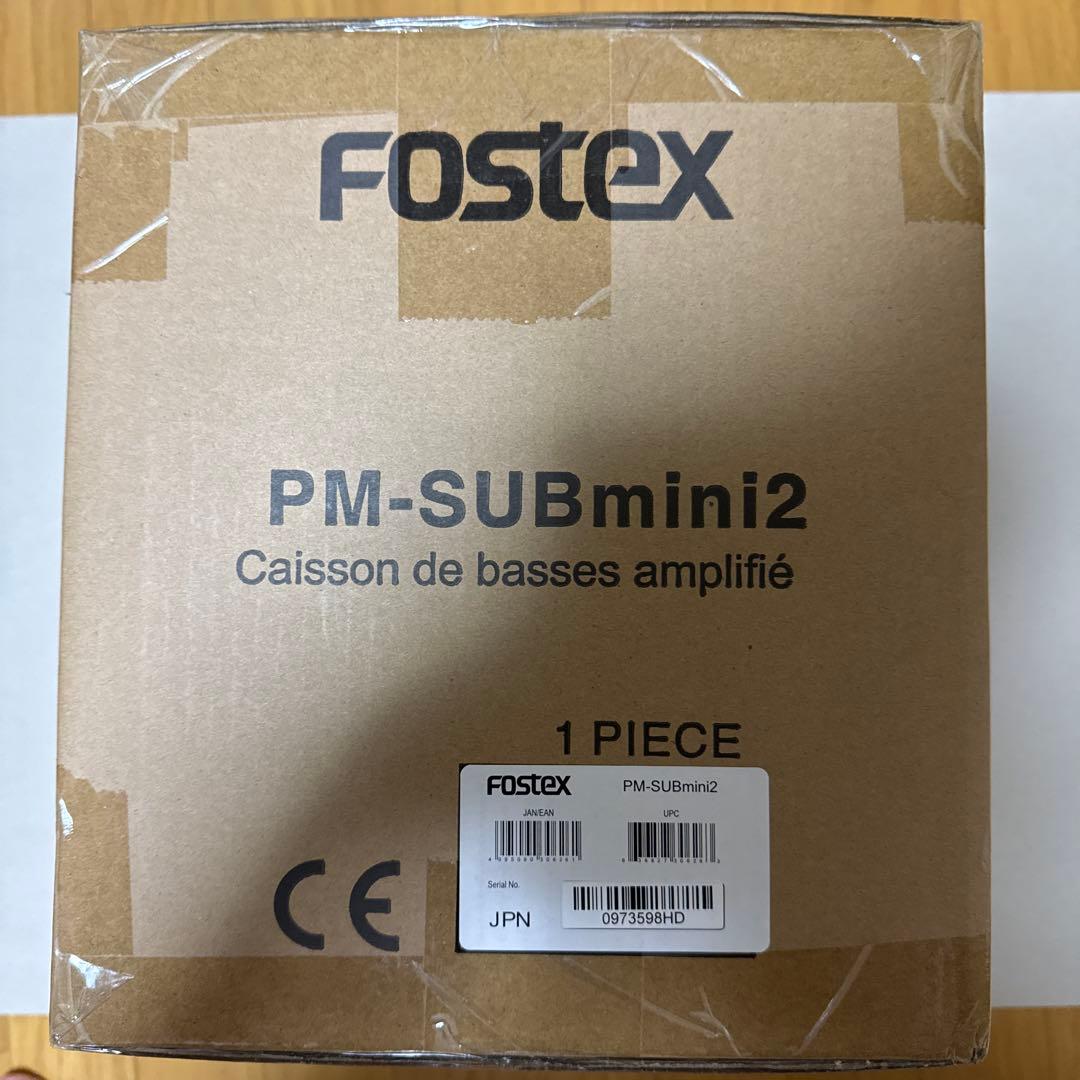 FOSTEX
PM-SUBmini2
Caisson de basses amplifié
1 PIECE
CE
FOSTEX PM-SUBmini2
JAN/EAN UPC
Serial No.
JPN 0973598HD